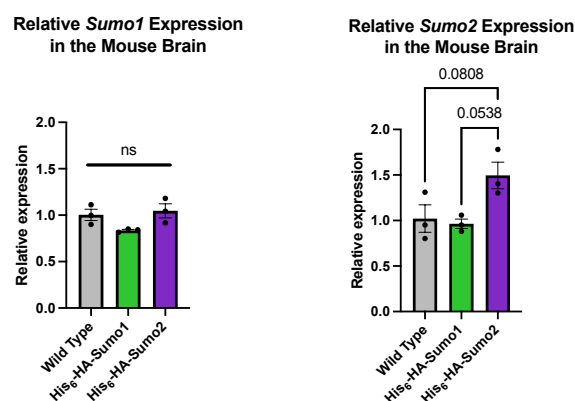 Relative Sumo1 Expression
in the Mouse Brain
Relative expression
2.0
1.5
1.0
0.5
0.0
ns
Wild Type
His₆-HA-Sumo1
His₆-HA-Sumo2
Relative Sumo2 Expression
in the Mouse Brain
0.0808
0.0538
Relative expression
2.0
1.5
1.0
0.5
0.0
Wild Type
His₆-HA-Sumo1
His₆-HA-Sumo2